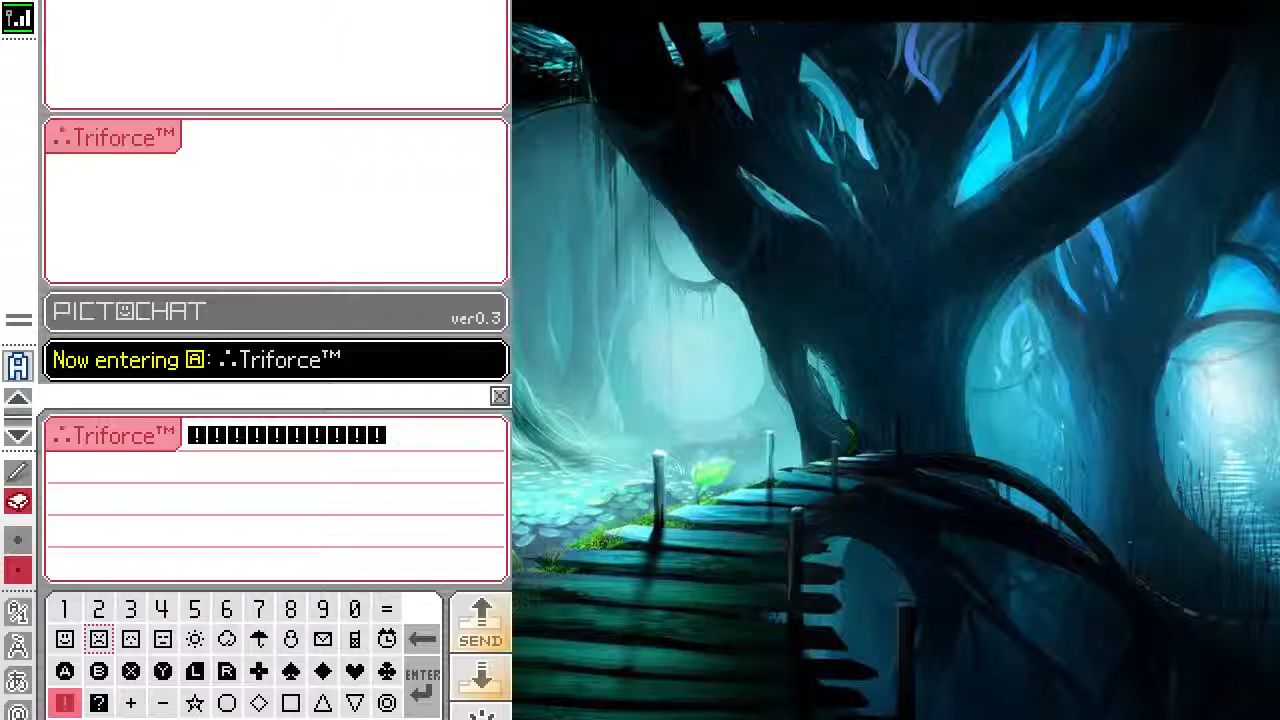 ∴Triforce™
PICTOCHAT
ver0.3
Now entering A: ∴Triforce™
∴Triforce™ !!!!!!!!!!
1 2 3 4 5 6 7 8 9 0 =
A B X Y L R
! ? + -
SEND
ENTER